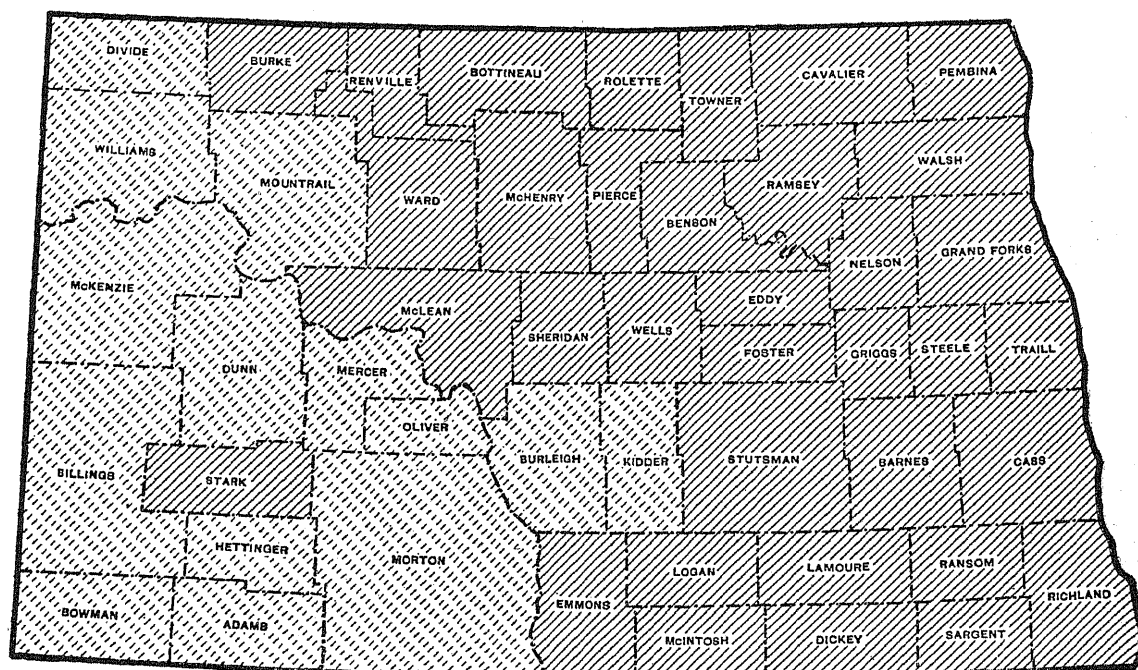 DIVIDE
BURKE
RENVILLE
BOTTINEAU
ROLETTE
TOWNER
CAVALIER
PEMBINA
WILLIAMS
MOUNTRAIL
WARD
McHENRY
PIERCE
BENSON
RAMSEY
WALSH
NELSON
GRAND FORKS
McKENZIE
McLEAN
SHERIDAN
WELLS
EDDY
FOSTER
GRIGGS
STEELE
TRAILL
DUNN
MERCER
OLIVER
BURLEIGH
KIDDER
STUTSMAN
BARNES
CASS
BILLINGS
STARK
HETTINGER
MORTON
BOWMAN
ADAMS
EMMONS
LOGAN
LAMOURE
RANSOM
RICHLAND
McINTOSH
DICKEY
SARGENT